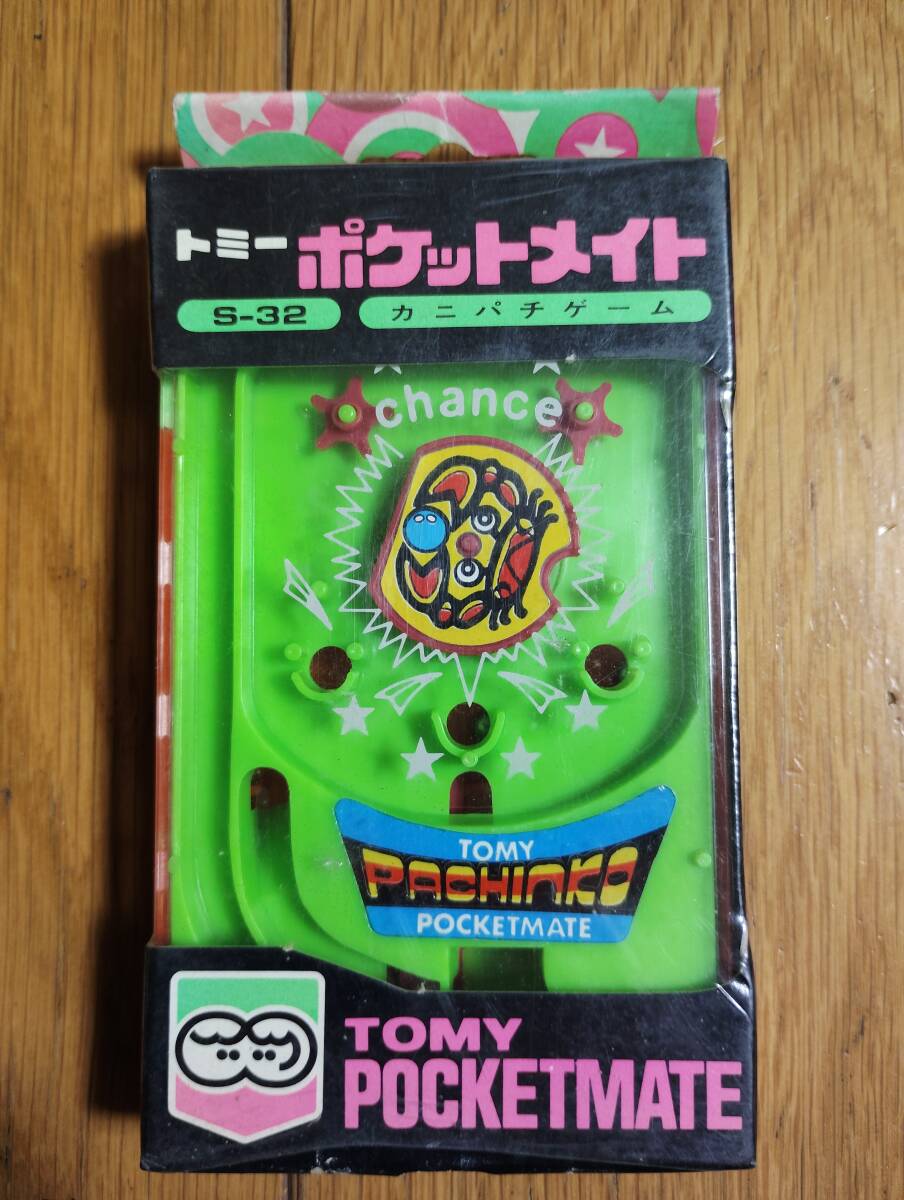 トミー ポケットメイト
S-32 カニパチゲーム
chance
TOMY
PACHINKO
POCKETMATE
TOMY
POCKETMATE